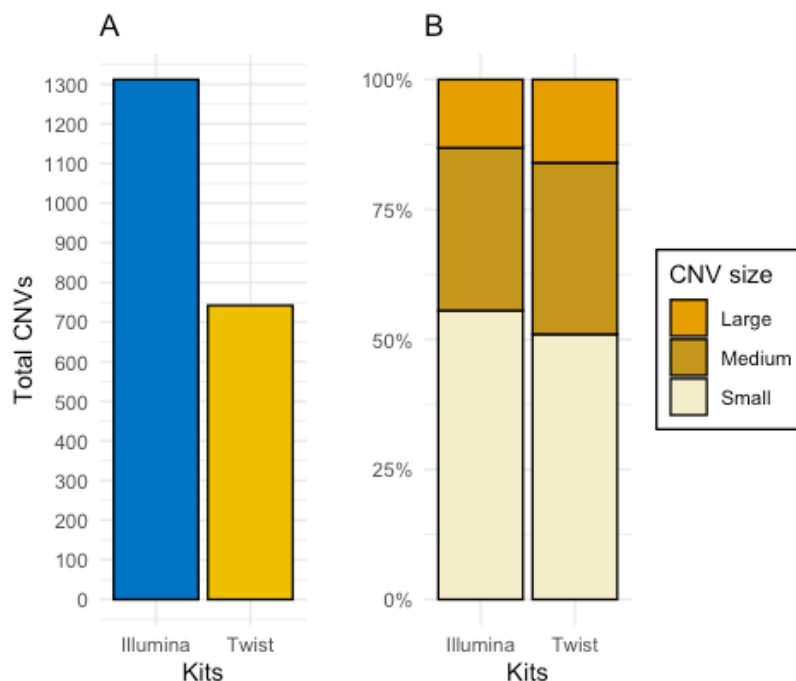 A
Total CNVs
1300
1200
1100
1000
900
800
700
600
500
400
300
200
100
0
Illumina
Twist
Kits
B
100%
75%
50%
25%
0%
Illumina
Twist
Kits
CNV size
Large
Medium
Small